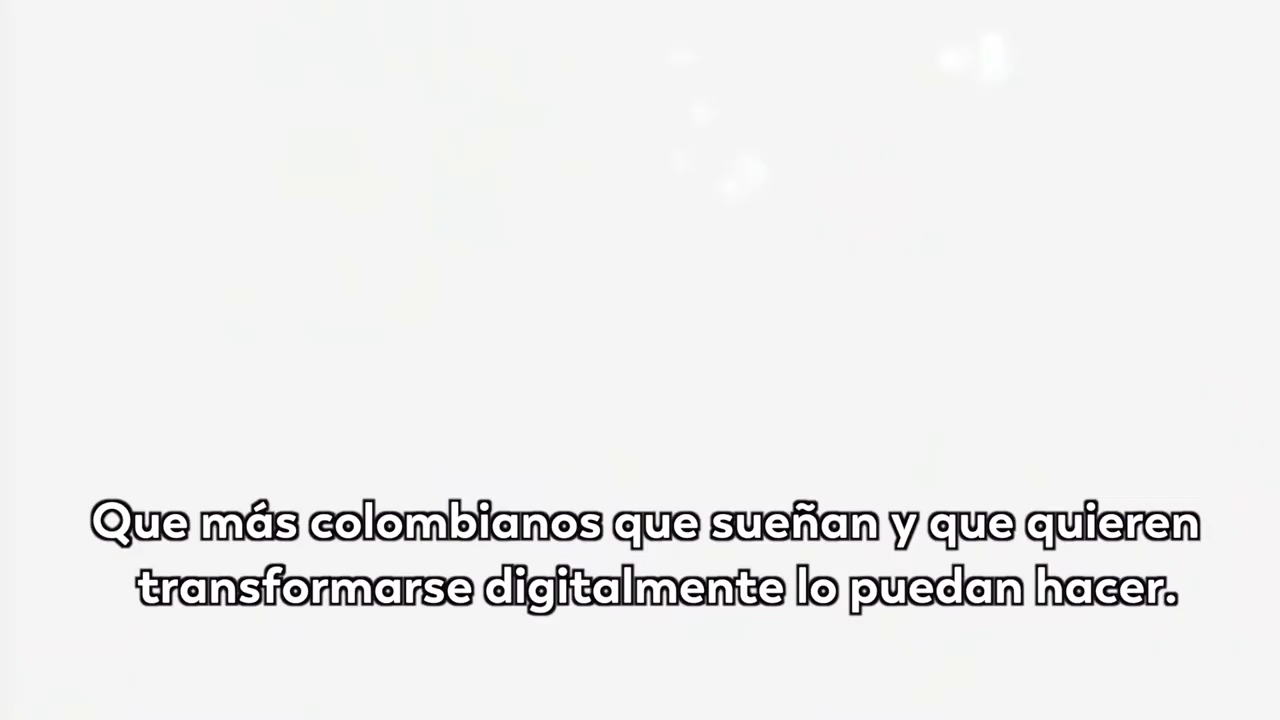 Que más colombianos que sueñan y que quieren
transformarse digitalmente lo puedan hacer.